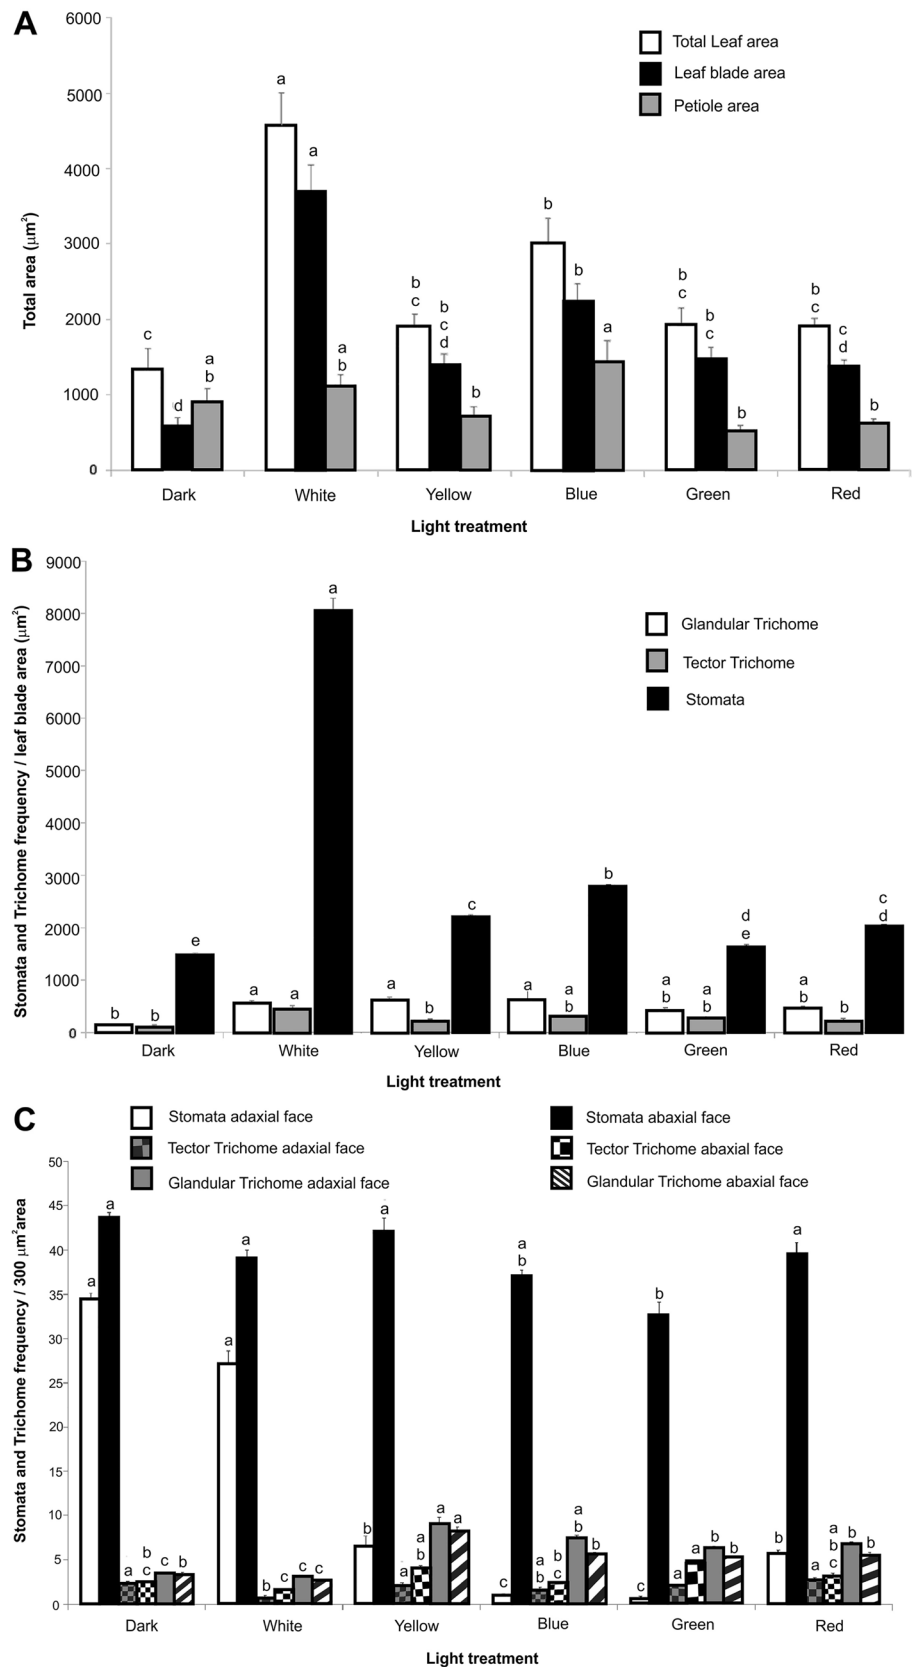 A
6000
5000
4000
3000
2000
1000
0
Total area (µm²)
Total Leaf area
Leaf blade area
Petiole area
c
d
a
b
a
a
a
b
b
c
b
c
d
b
b
b
a
b
c
b
c
b
b
c
c
d
b
Dark White Yellow Blue Green Red
Light treatment
B
9000
8000
7000
6000
5000
4000
3000
2000
1000
0
Stomata and Trichome frequency / leaf blade area (µm²)
Glandular Trichome
Tector Trichome
Stomata
b
b
e
a
a
a
a
b
c
a
a
b
b
a
b
a
b
d
e
a
b
b
c
d
Dark White Yellow Blue Green Red
Light treatment
C
Stomata adaxial face
Tector Trichome adaxial face
Glandular Trichome adaxial face
Stomata abaxial face
Tector Trichome abaxial face
Glandular Trichome abaxial face
50
45
40
35
30
25
20
15
10
5
0
Stomata and Trichome frequency / 300 µm²area
a
a
a
b
c
c
b
a
a
b
c
c
c
b
a
a
a
b
a
a
c
a
b
a
b
b
c
a
b
b
c
b
a
a
b
b
b
a
a
a
b
c
b
b
Dark White Yellow Blue Green Red
Light treatment